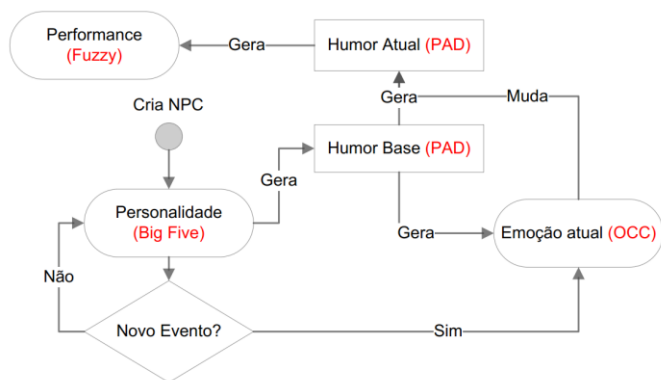 Performance
(Fuzzy)
Gera
Humor Atual (PAD)
Cria NPC
Gera
Muda
Humor Base (PAD)
Gera
Personalidade
(Big Five)
Gera
Emoção atual (OCC)
Não
Novo Evento?
Sim